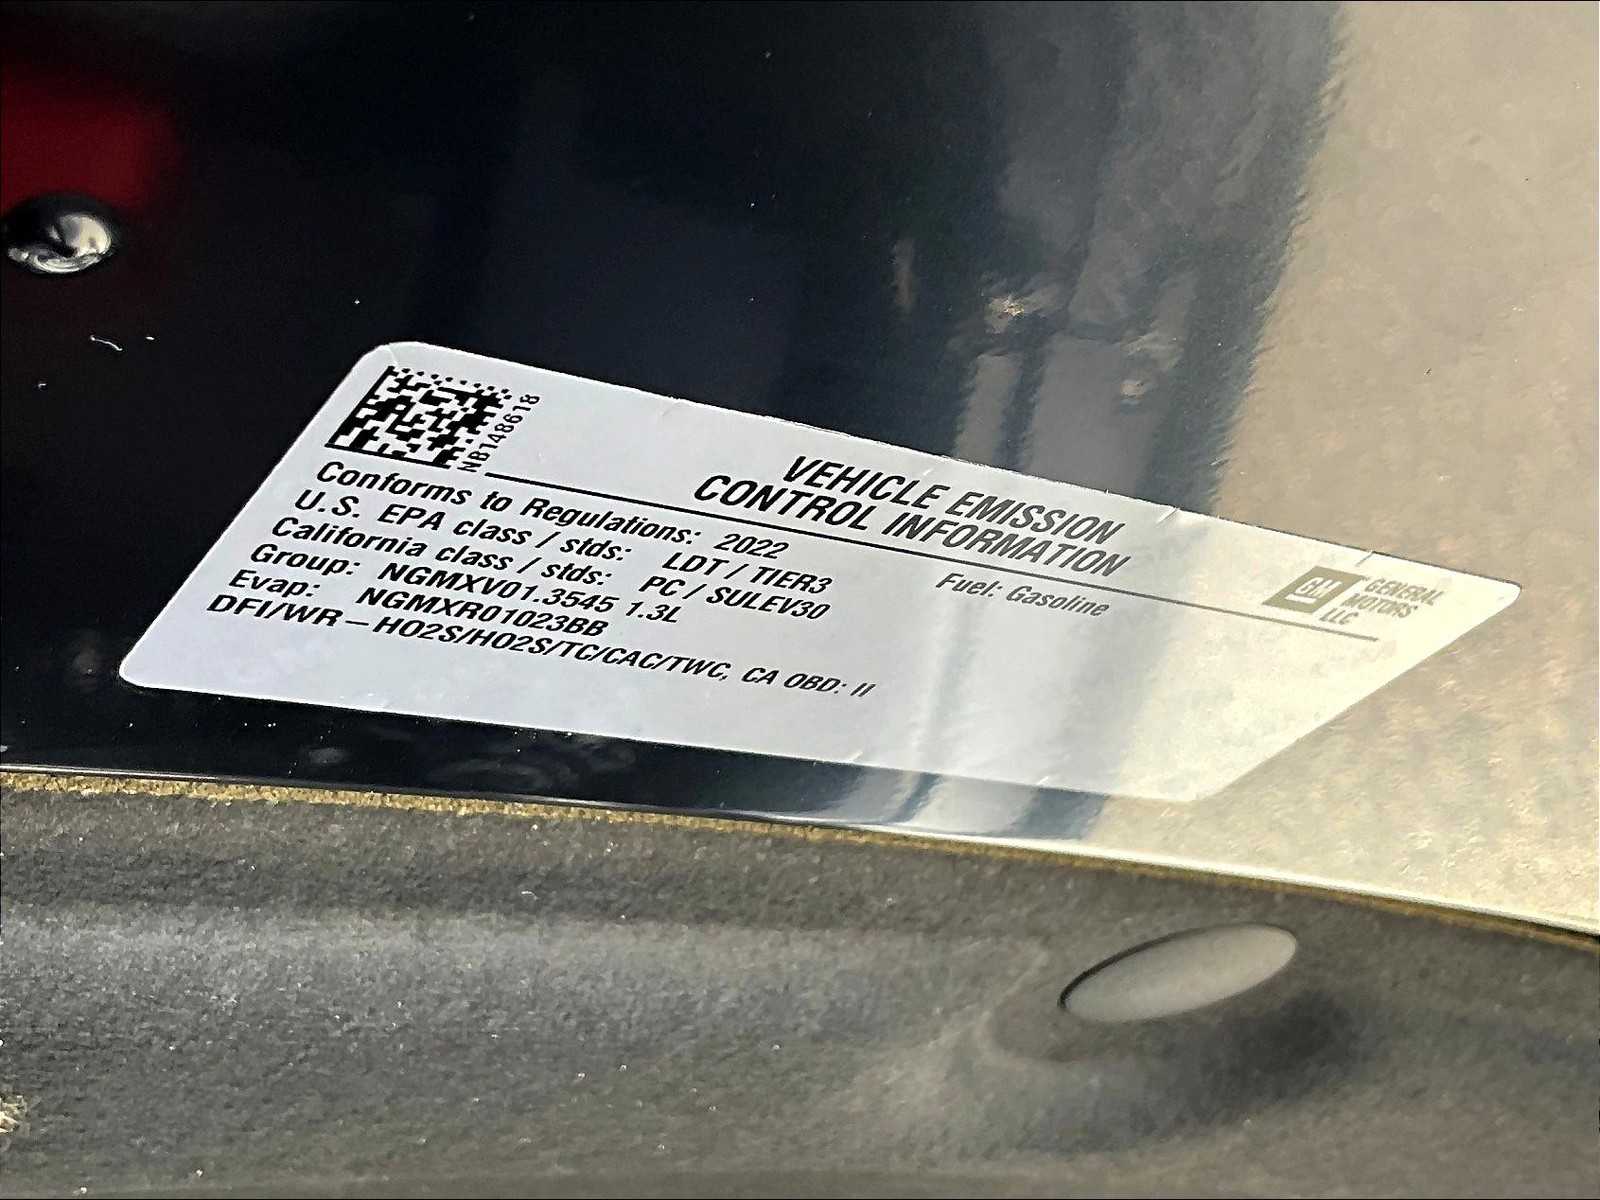 NB148618
VEHICLE EMISSION
CONTROL INFORMATION
GM GENERAL
MOTORS
LLC
Conforms to Regulations: 2022
Fuel: Gasoline
U.S. EPA class / stds: LDT / TIER3
California class / stds: PC / SULEV30
Group: NGMXV01.3545 1.3L
Evap: NGMXR01023BB
DFI/WR – HO2S/HO2S/TC/CAC/TWC, CA OBD: II